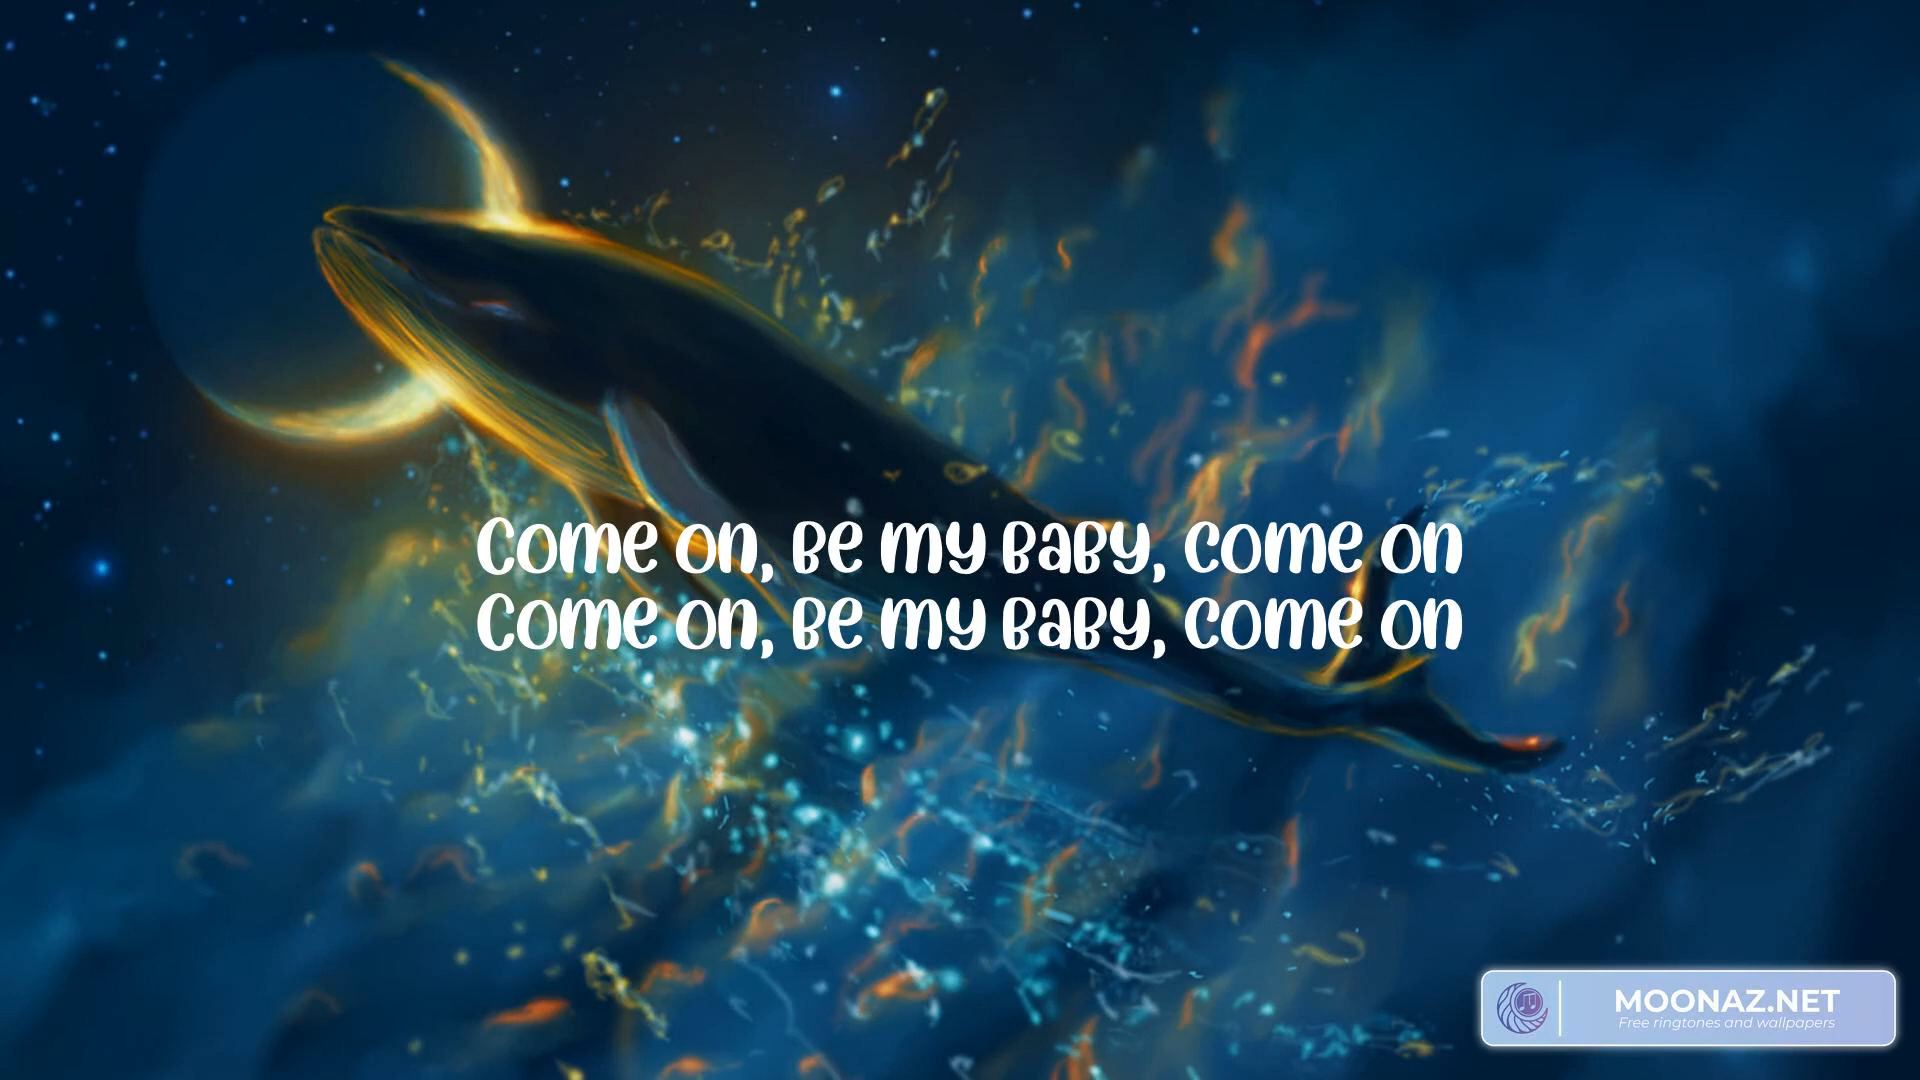 Come on, Be my Baby, come on
Come on, Be my Baby, come on
MOONAZ.NET
Free ringtones and wallpapers